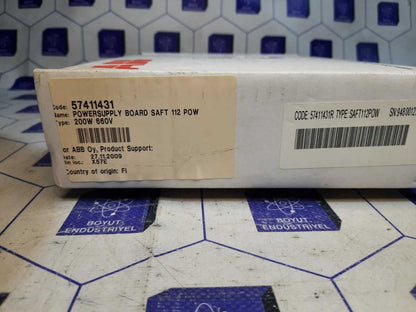 Code: 57411431
Name: POWERSUPPLY BOARD SAFT 112 POW
Type: 200W 660V
For ABB Oy, Product Support:
Date: 27.11.2009
X57E
Country of origin: FI
CODE: 57411431R TYPE SAFT112POW
BOYUT
ENDÜSTRİYEL
BOYUT
ENDÜSTRİYEL